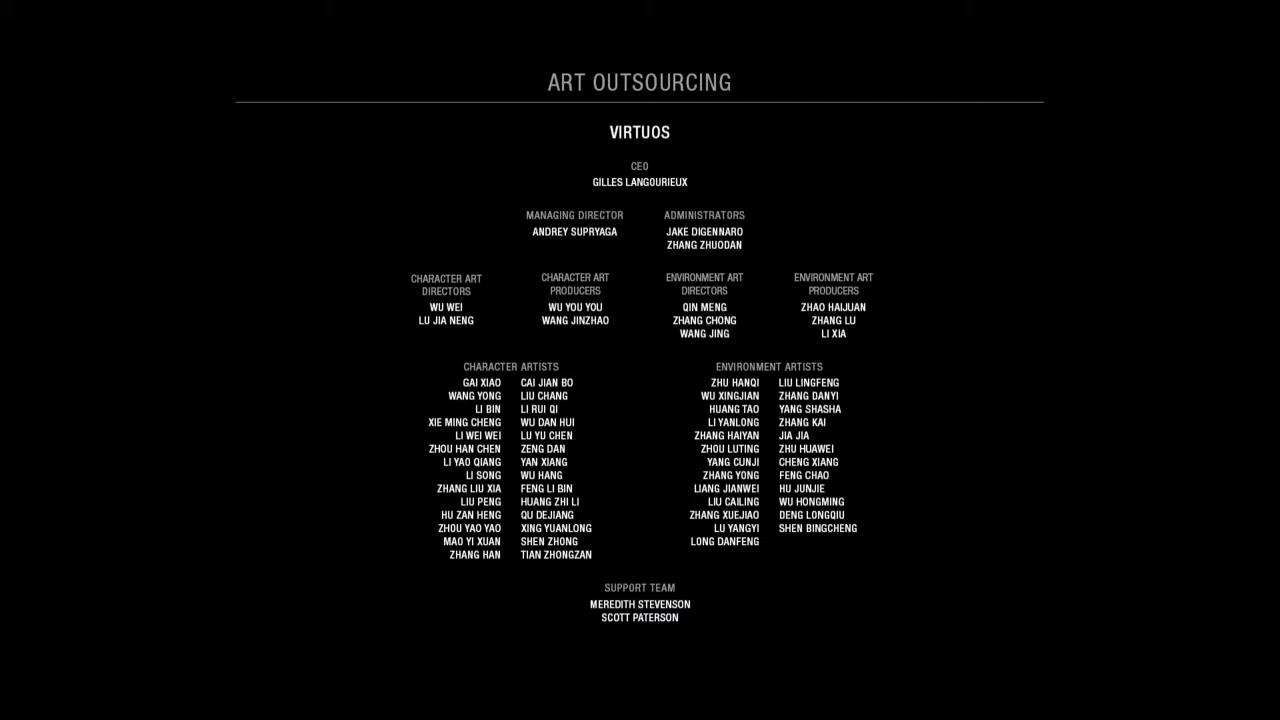 ART OUTSOURCING
VIRTUOS
CEO
GILLES LANGOURIEUX
MANAGING DIRECTOR
ANDREY SUPRYAGA
ADMINISTRATORS
JAKE DIGENNARO
ZHANG ZHUODAN
CHARACTER ART
DIRECTORS
WU WEI
LU JIA NENG
CHARACTER ART
PRODUCERS
WU YOU YOU
WANG JINZHAO
ENVIRONMENT ART
DIRECTORS
QIN MENG
ZHANG CHONG
WANG JING
ENVIRONMENT ART
PRODUCERS
ZHAO HAIJUAN
ZHANG LU
LI XIA
CHARACTER ARTISTS
GAI XIAO CAI JIAN BO
WANG YONG LIU CHANG
LI BIN LI RUI QI
XIE MING CHENG WU DAN HUI
LI WEI WEI LU YU CHEN
ZHOU HAN CHEN ZENG DAN
LI YAO QIANG YAN XIANG
LI SONG WU HANG
ZHANG LIU XIA FENG LI BIN
LIU PENG HUANG ZHI LI
HU ZAN HENG QU DEJIANG
ZHOU YAO YAO XING YUANLONG
MAO YI XUAN SHEN ZHONG
ZHANG HAN TIAN ZHONGZAN
ENVIRONMENT ARTISTS
ZHU HANQI LIU LINGFENG
WU XINGJIAN ZHANG DANYI
HUANG TAO YANG SHASHA
LI YANLONG ZHANG KAI
ZHANG HAIYAN JIA JIA
ZHOU LUTING ZHU HUAWEI
YANG CUNJI CHENG XIANG
ZHANG YONG FENG CHAO
LIANG JIANWEI HU JUNJIE
LIU CAILING WU HONGMING
ZHANG XUEJIAO DENG LONGQIU
LU YANGYI SHEN BINGCHENG
LONG DANFENG
SUPPORT TEAM
MEREDITH STEVENSON
SCOTT PATERSON